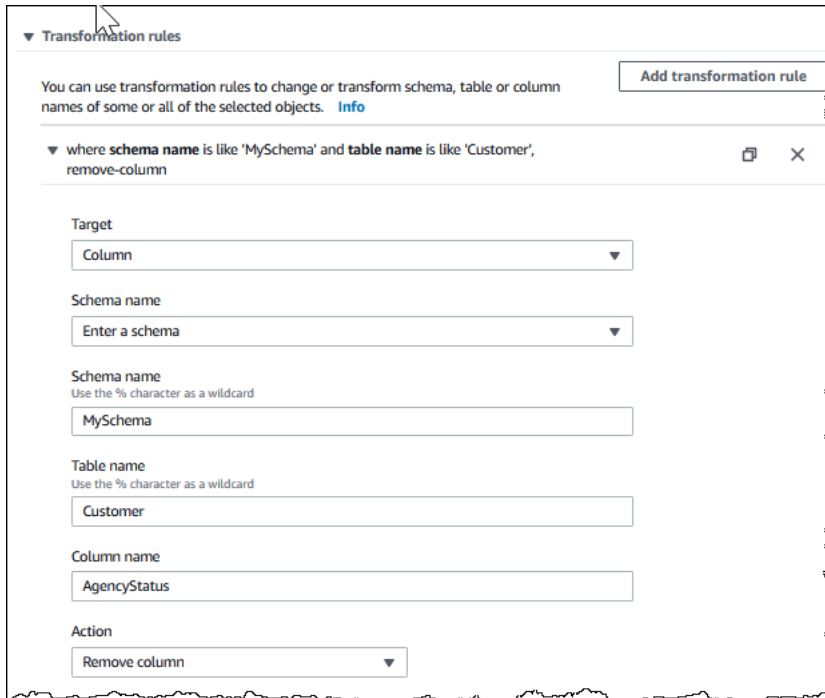 Transformation rules
Add transformation rule
You can use transformation rules to change or transform schema, table or column
names of some or all of the selected objects. Info
where schema name is like 'MySchema' and table name is like 'Customer',
remove-column
Target
Column
Schema name
Enter a schema
Schema name
Use the % character as a wildcard
MySchema
Table name
Use the % character as a wildcard
Customer
Column name
AgencyStatus
Action
Remove column